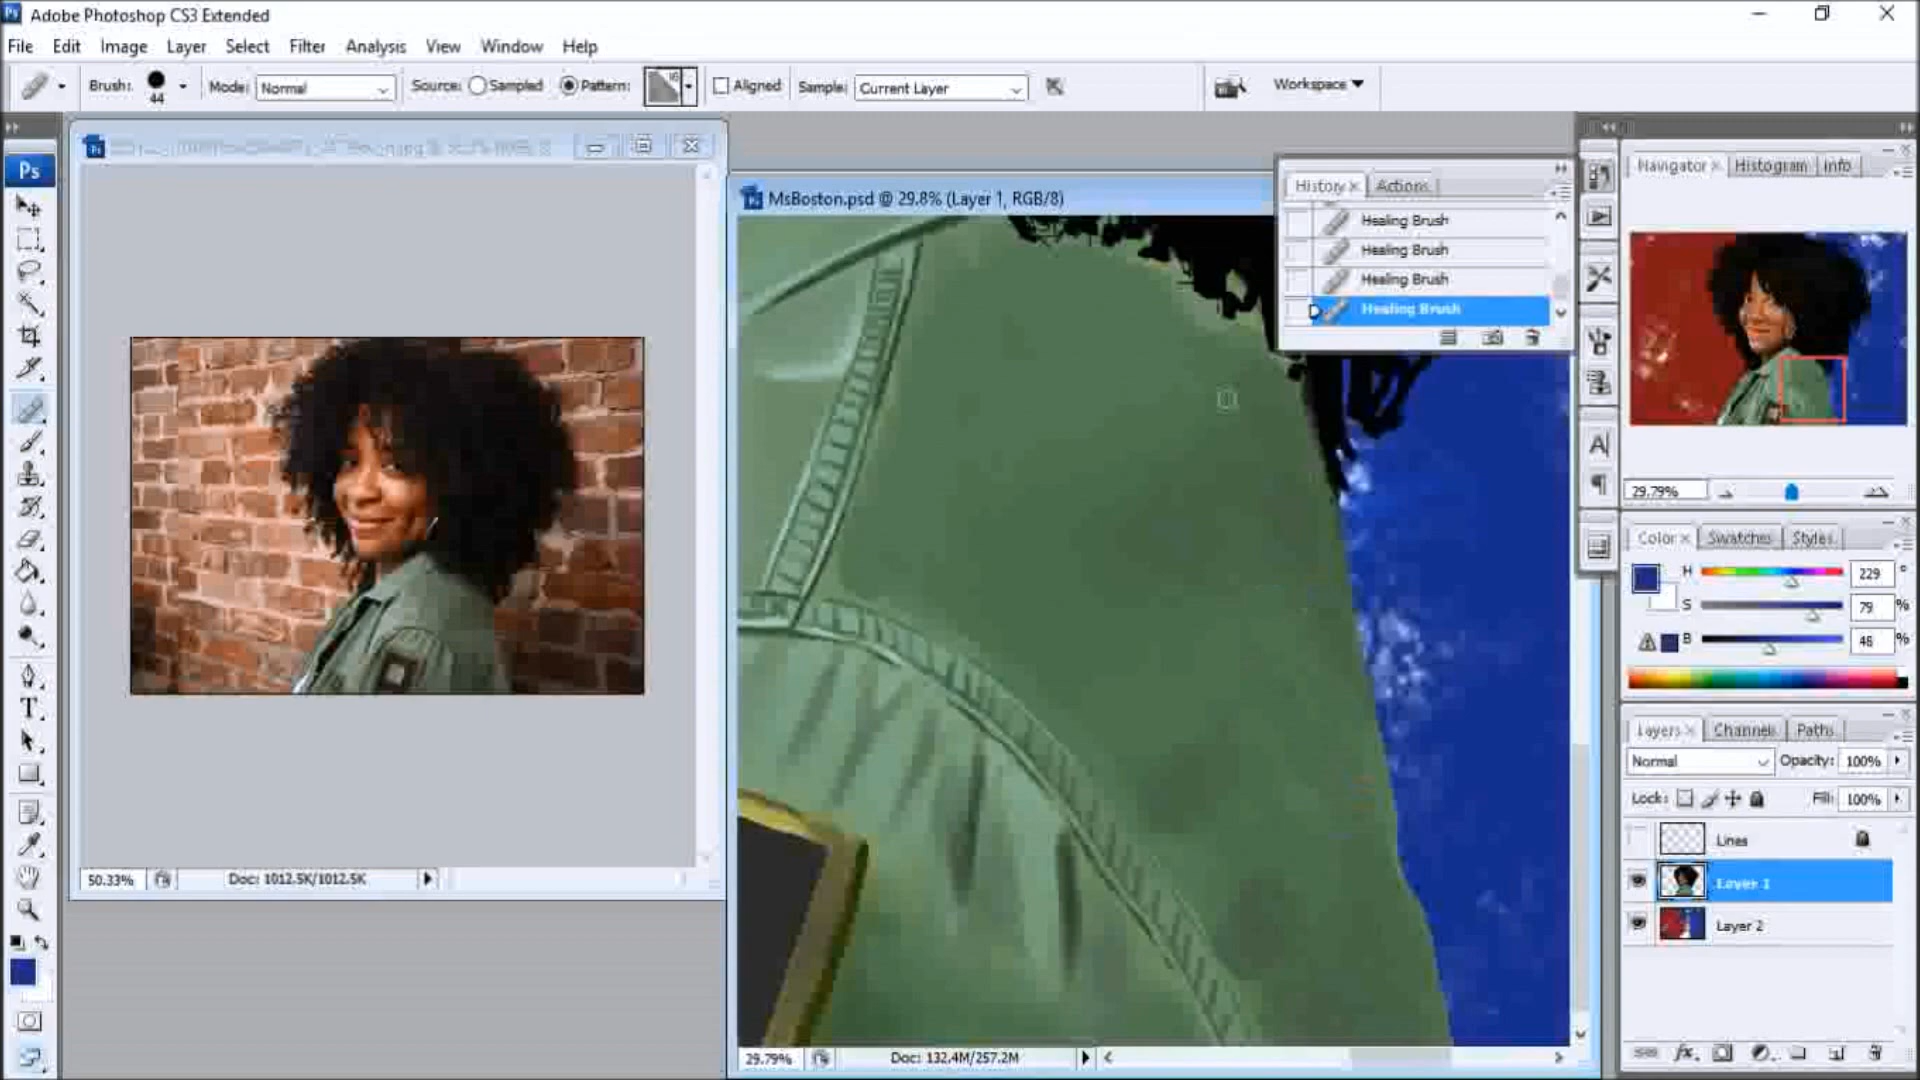 Ps Adobe Photoshop CS3 Extended
File Edit Image Layer Select Filter Analysis View Window Help
Brush: 44 Mode: Normal Source: Sampled Pattern: Aligned Sample: Current Layer Workspace
Ps
MsBoston.psd @ 29.8% (Layer 1, RGB/8)
History Actions
Healing Brush
Healing Brush
Healing Brush
Healing Brush
50.33% Doc: 1012.5K/1012.5K
29.79% Doc: 132.4M/257.2M
Navigator Histogram Info
29.79%
Color Swatches Styles
H 229 °
S 79 %
B 46 %
Layers Channels Paths
Normal Opacity: 100%
Lock: Fill: 100%
Lines
Layer 1
Layer 2